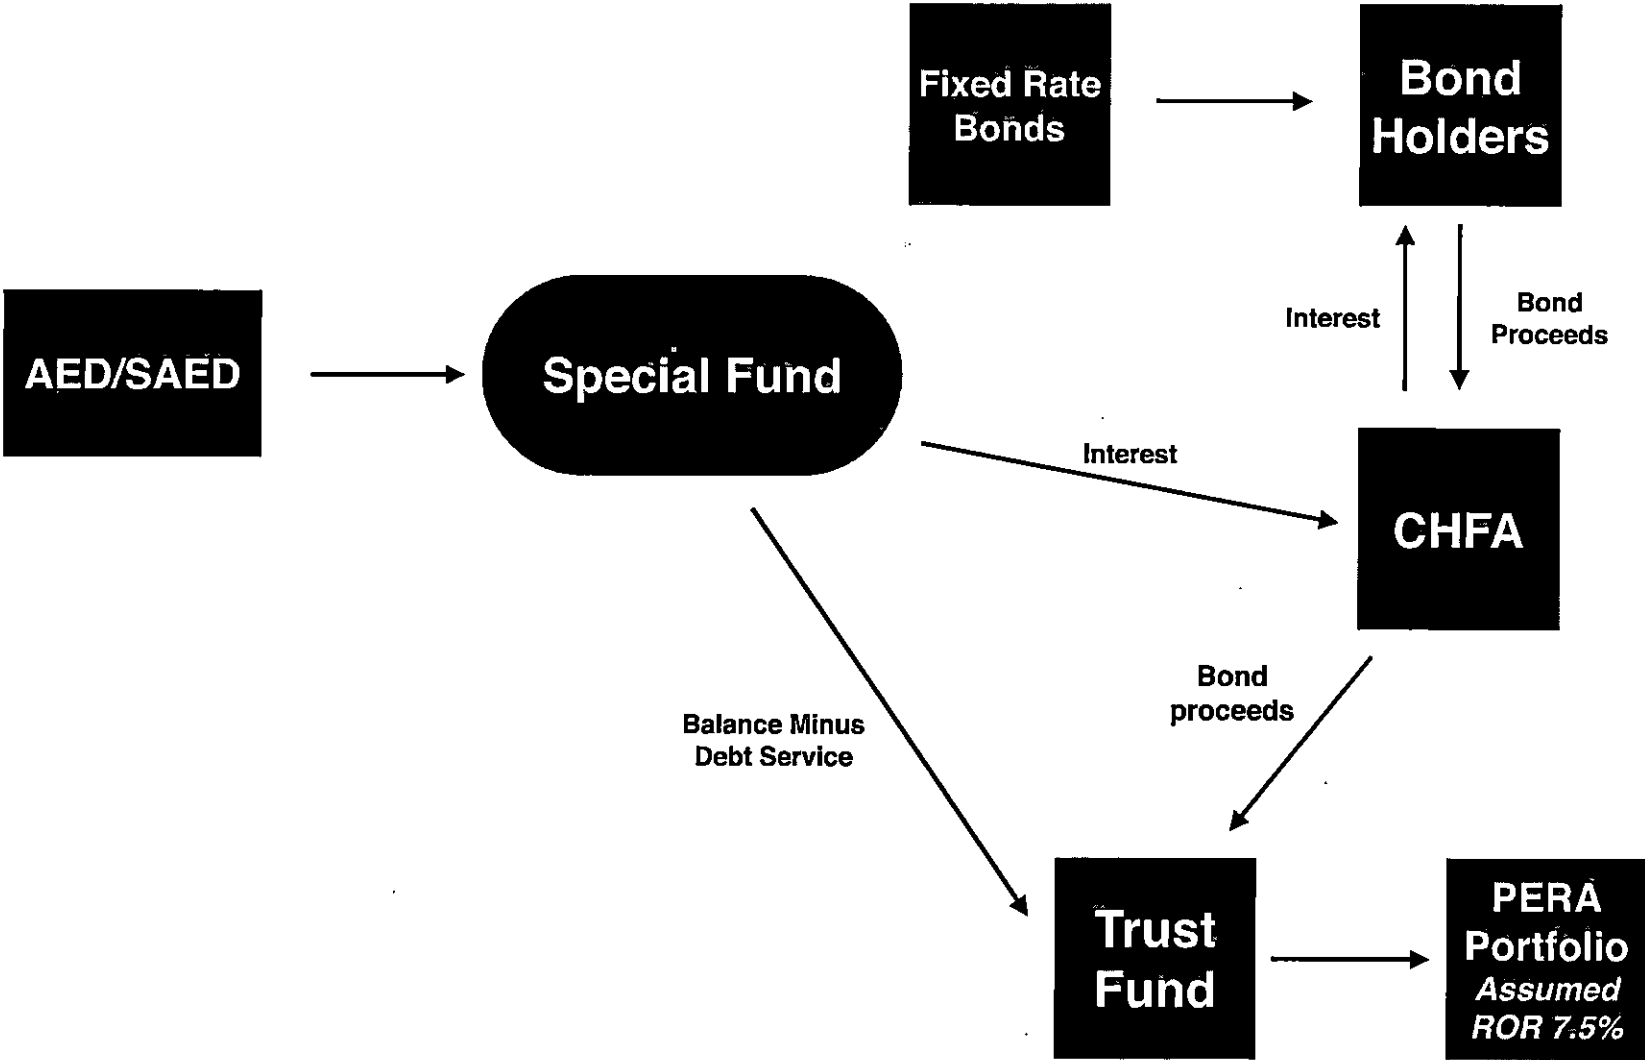 Fixed Rate
Bonds
Bond
Holders
AED/SAED
Special Fund
Interest
Bond
Proceeds
Interest
CHFA
Bond
proceeds
Balance Minus
Debt Service
Trust
Fund
PERA
Portfolio
Assumed
ROR 7.5%